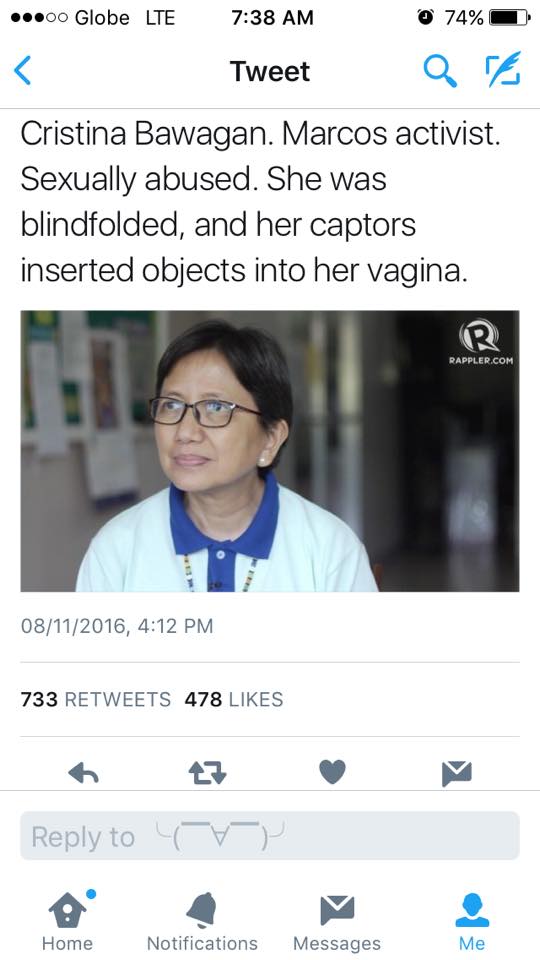 Globe LTE 7:38 AM 74%
Tweet
Cristina Bawagan. Marcos activist.
Sexually abused. She was
blindfolded, and her captors
inserted objects into her vagina.
R
RAPPLER.COM
08/11/2016, 4:12 PM
733 RETWEETS 478 LIKES
Reply to ╰(￣∀￣)╯
Home Notifications Messages Me